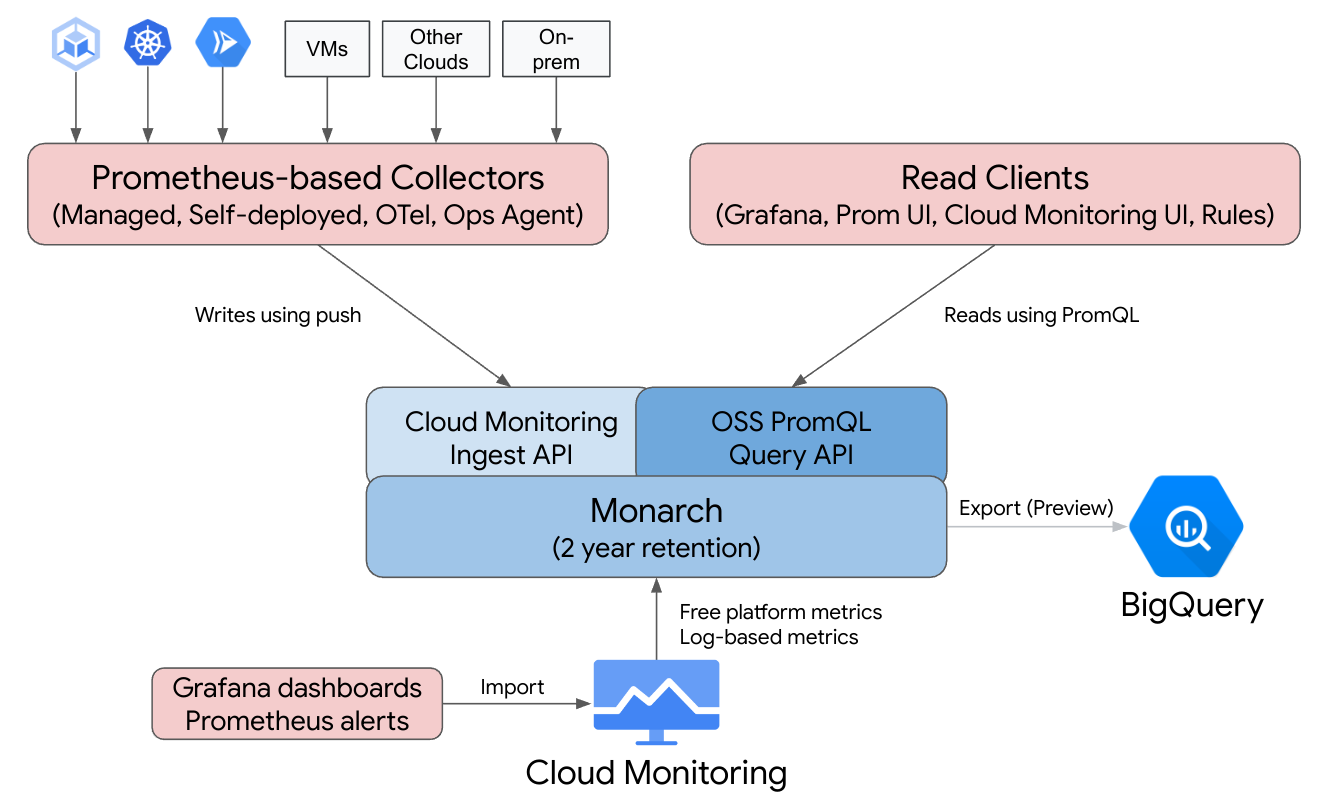 VMs
Other
Clouds
On-
prem
Prometheus-based Collectors
(Managed, Self-deployed, OTel, Ops Agent)
Read Clients
(Grafana, Prom UI, Cloud Monitoring UI, Rules)
Writes using push
Reads using PromQL
Cloud Monitoring
Ingest API
OSS PromQL
Query API
Monarch
(2 year retention)
Export (Preview)
BigQuery
Free platform metrics
Log-based metrics
Grafana dashboards
Prometheus alerts
Import
Cloud Monitoring